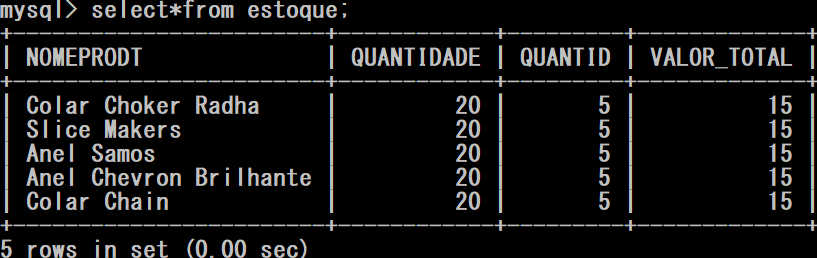 mysql> select*from estoque;
+-------------------------+------------+----------+-------------+
| NOMEPRODT               | QUANTIDADE | QUANTID | VALOR_TOTAL |
+-------------------------+------------+----------+-------------+
| Colar Choker Radha      |         20 |       5 |          15 |
| Slice Makers            |         20 |       5 |          15 |
| Anel Samos              |         20 |       5 |          15 |
| Anel Chevron Brilhante  |         20 |       5 |          15 |
| Colar Chain             |         20 |       5 |          15 |
+-------------------------+------------+----------+-------------+
5 rows in set (0.00 sec)